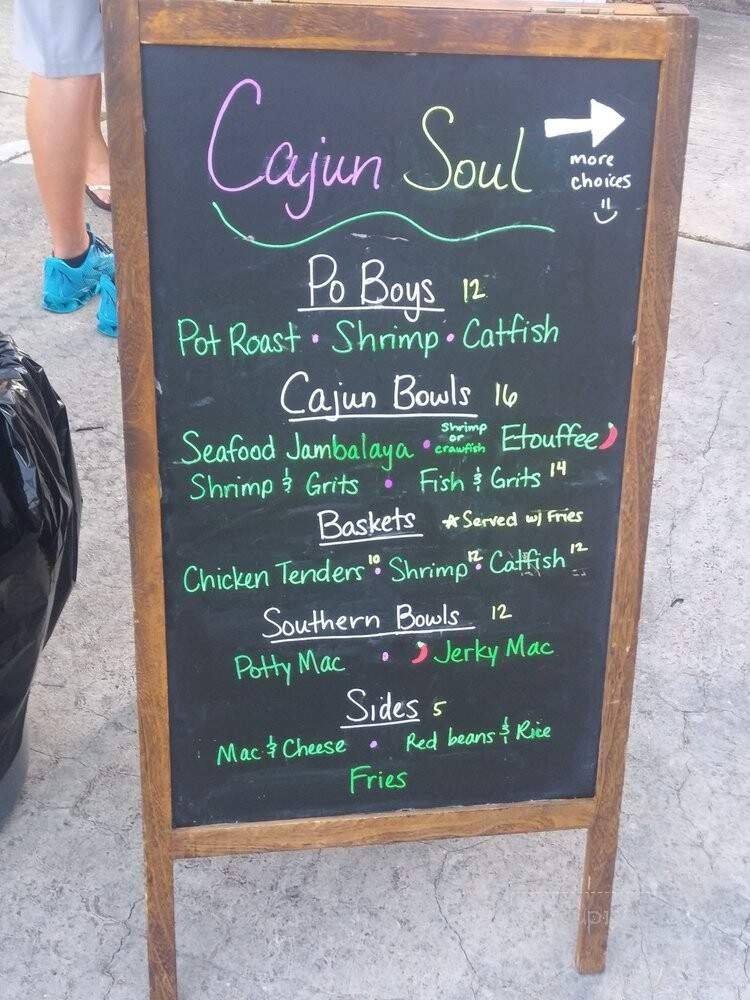 Cajun Soul
more
choices
Po Boys 12
Pot Roast • Shrimp • Catfish
Cajun Bowls 16
Seafood Jambalaya • Shrimp or crawfish Etouffee
Shrimp & Grits • Fish & Grits 14
Baskets ☆Served w/ Fries
Chicken Tenders 10 • Shrimp 12 • Catfish 12
Southern Bowls 12
Potty Mac • Jerky Mac
Sides 5
Mac & Cheese • Red beans & Rice
Fries